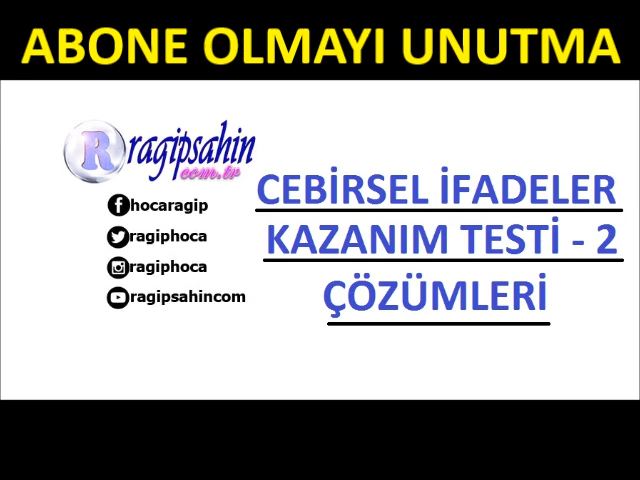 ABONE OLMAYI UNUTMA
R ragipsahin
com.tr
hocaragip
ragiphoca
ragiphoca
ragipsahincom
CEBİRSEL İFADELER
KAZANIM TESTİ - 2
ÇÖZÜMLERİ